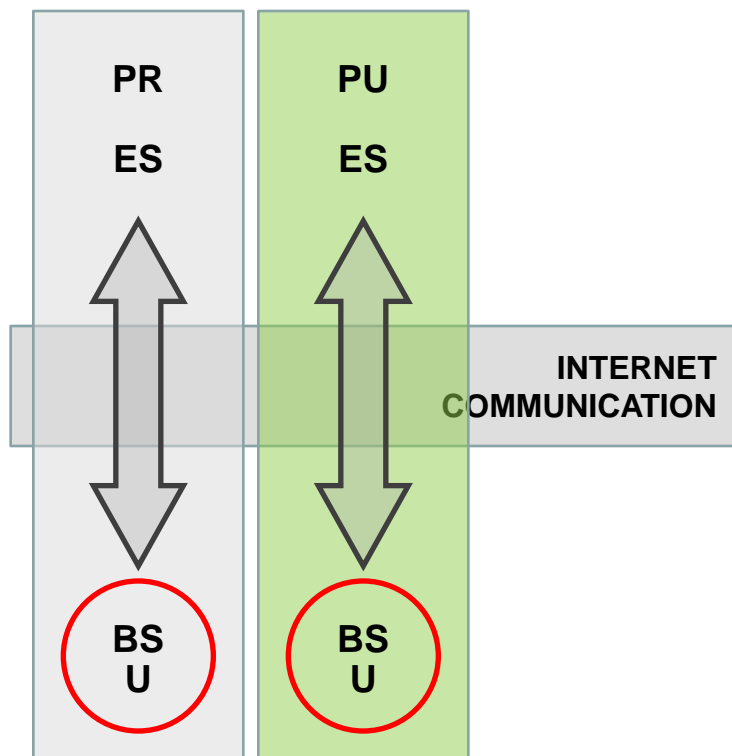 PR
ES
PU
ES
INTERNET
COMMUNICATION
BS
U
BS
U